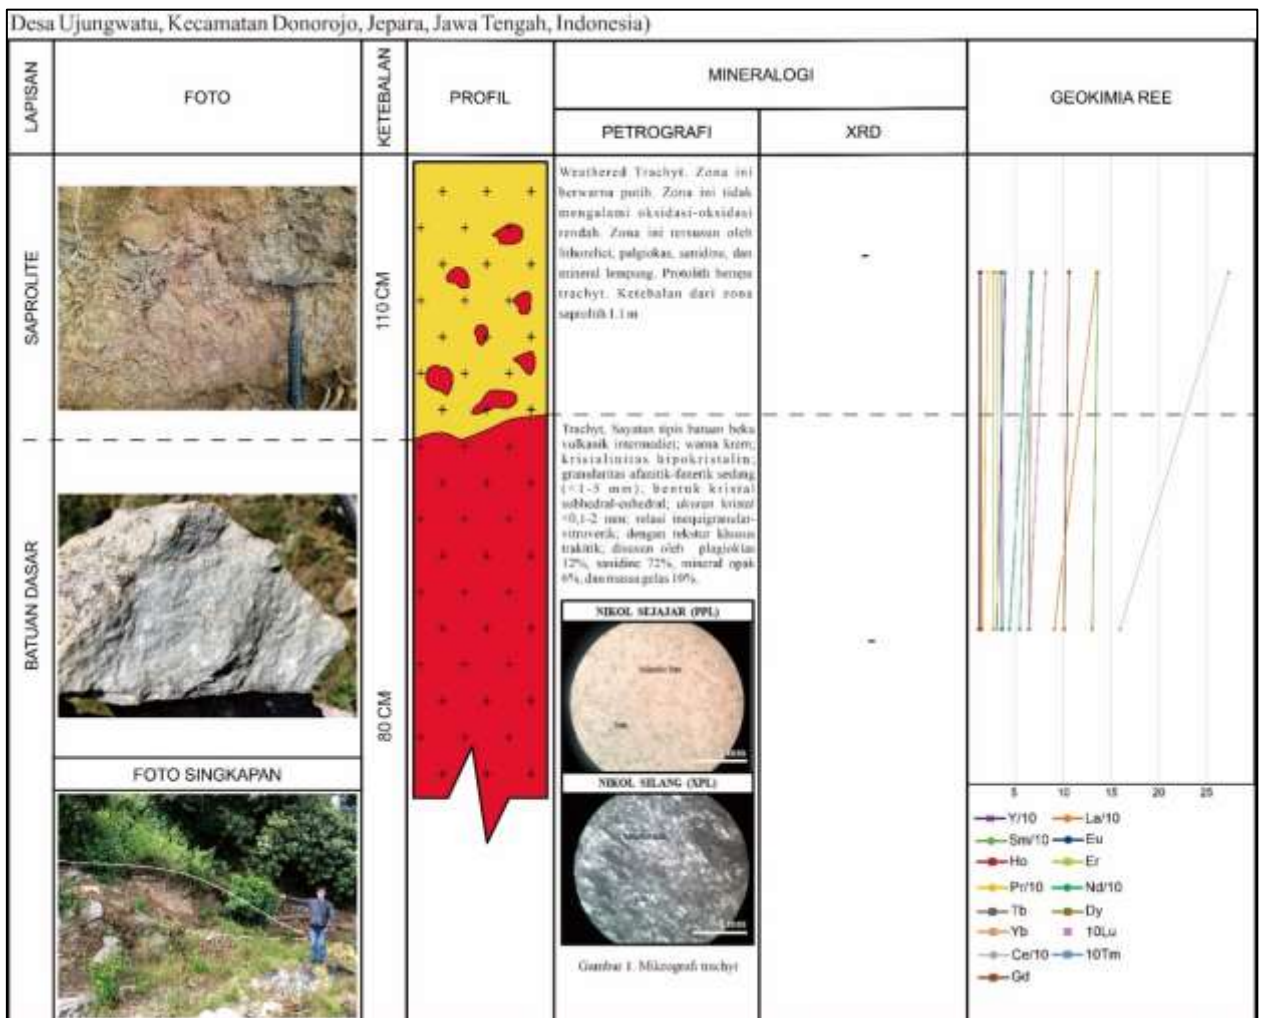 Desa Ujungwatu, Kecamatan Donorojo, Jepara, Jawa Tengah, Indonesia)
LAPISAN
FOTO
KETEBALAN
PROFIL
MINERALOGI
PETROGRAFI
XRD
GEOKIMIA REE
SAPROLITE
110 CM
Weathered Trachyt. Zona ini
berwarna putih. Zona ini tidak
mengalami oksidasi-oksidasi
rendah. Zona ini tersusun oleh
lithorelict, palgiokas, sanidine, dan
mineral lempung. Protolith berupa
trachyt. Ketebalan dari zona
saprolith 1.1 m
-
BATUAN DASAR
80 CM
Trachyt. Sayatan tipis batuan beku
vulkanik intermediet; warna krem;
kristalinitas hipokristalin;
granularitas afanitik-fanerik sedang
(<1-5 mm), bentuk kristal
subhedral-euhedral; ukuran kristal
<0,1-2 mm; relasi inequigranular-
vitroverik; dengan tekstur khusus
trakitik; disusun oleh plagioklas
12%, sanidine 72%, mineral opak
6%, dan massa gelas 10%.
-
NIKOL SEJAJAR (PPL)
mm
NIKOL SILANG (XPL)
mm
Gambar 1. Mikrografi trachyt
FOTO SINGKAPAN
5 10 15 20 25
Y/10 La/10
Sm/10 Eu
Ho Er
Pr/10 Nd/10
Tb Dy
Yb 10Lu
Ce/10 10Tm
Gd